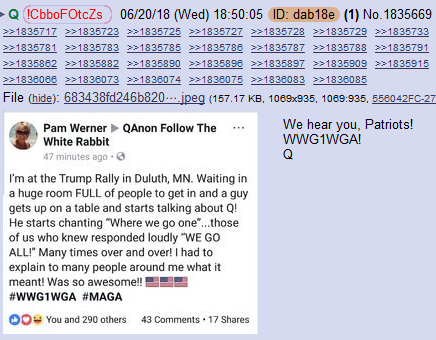 Q !CbboFOtcZs 06/20/18 (Wed) 18:50:05 ID: dab18e (1) No.1835669
>>1835717 >>1835723 >>1835725 >>1835727 >>1835728 >>1835729 >>1835733
>>1835781 >>1835783 >>1835785 >>1835786 >>1835787 >>1835788 >>1835791
>>1835862 >>1835882 >>1835890 >>1835896 >>1835897 >>1835909 >>1835915
>>1836066 >>1836073 >>1836074 >>1836075 >>1836083 >>1836085
File (hide): 683438fd246b820⋯.jpeg (157.17 KB, 1069x935, 1069:935, 556042FC-27
We hear you, Patriots!
WWG1WGA!
Q
Pam Werner ▶ QAnon Follow The
White Rabbit
47 minutes ago •
I'm at the Trump Rally in Duluth, MN. Waiting in
a huge room FULL of people to get in and a guy
gets up on a table and starts talking about Q!
He starts chanting “Where we go one”...those
of us who knew responded loudly “WE GO
ALL!” Many times over and over! I had to
explain to many people around me what it
meant! Was so awesome!! 🇺🇸🇺🇸🇺🇸
#WWG1WGA #MAGA
You and 290 others 43 Comments • 17 Shares